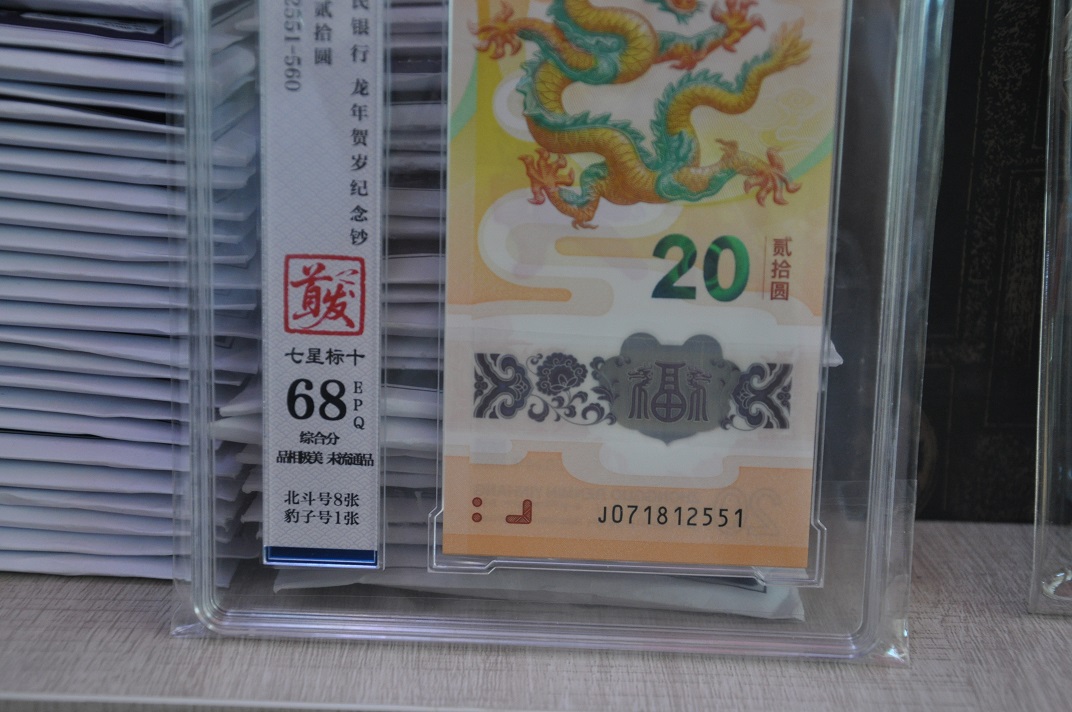 民银行 龙年贺岁纪念钞
贰拾圆
2551-560
首发
七星标十
68
EPQ
综合分
品相极美 未流通品
北斗号8张
豹子号1张
20
贰拾圆
福
J071812551